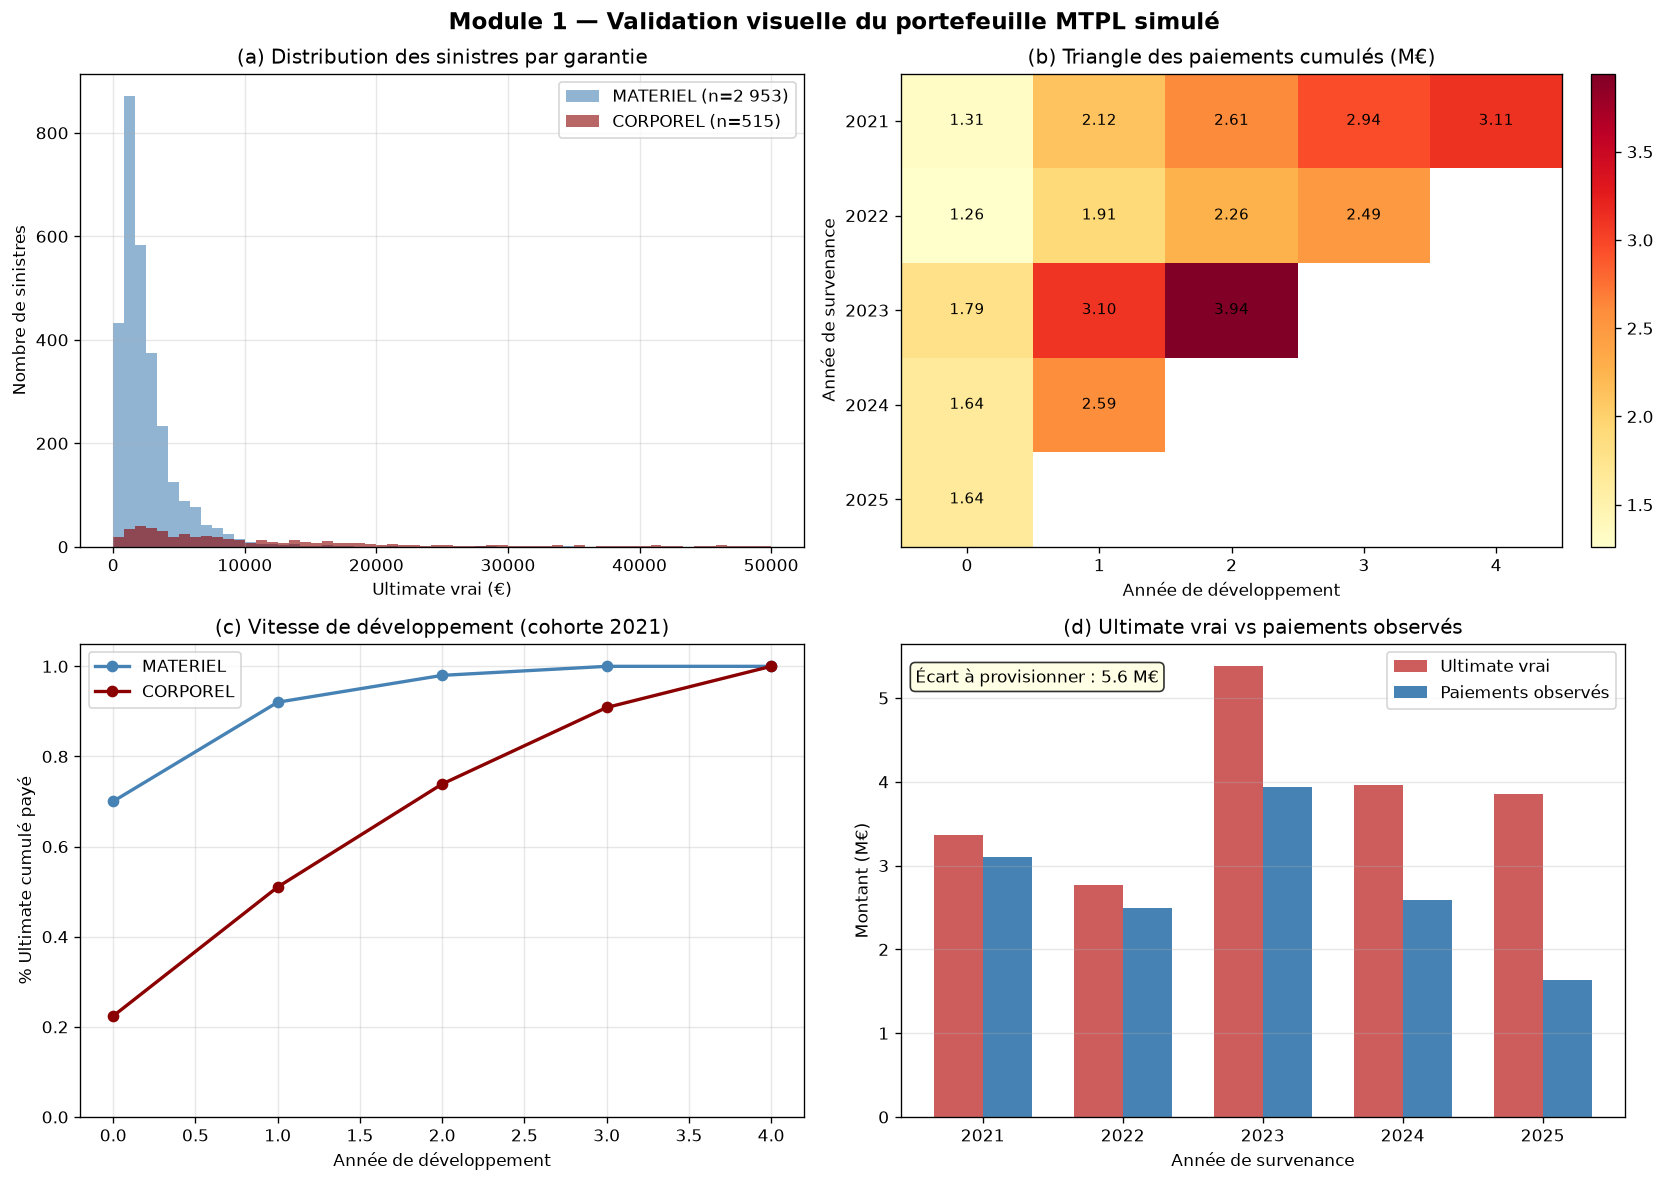 Module 1 — Validation visuelle du portefeuille MTPL simulé
(a) Distribution des sinistres par garantie
MATERIEL (n=2 953)
CORPOREL (n=515)
Nombre de sinistres
800
600
400
200
0
0 10000 20000 30000 40000 50000
Ultimate vrai (€)
(b) Triangle des paiements cumulés (M€)
Année de survenance
2021 1.31 2.12 2.61 2.94 3.11
2022 1.26 1.91 2.26 2.49
2023 1.79 3.10 3.94
2024 1.64 2.59
2025 1.64
0 1 2 3 4
Année de développement
3.5
3.0
2.5
2.0
1.5
(c) Vitesse de développement (cohorte 2021)
MATERIEL
CORPOREL
% Ultimate cumulé payé
1.0
0.8
0.6
0.4
0.2
0.0
0.0 0.5 1.0 1.5 2.0 2.5 3.0 3.5 4.0
Année de développement
(d) Ultimate vrai vs paiements observés
Écart à provisionner : 5.6 M€
Ultimate vrai
Paiements observés
Montant (M€)
5
4
3
2
1
0
2021 2022 2023 2024 2025
Année de survenance